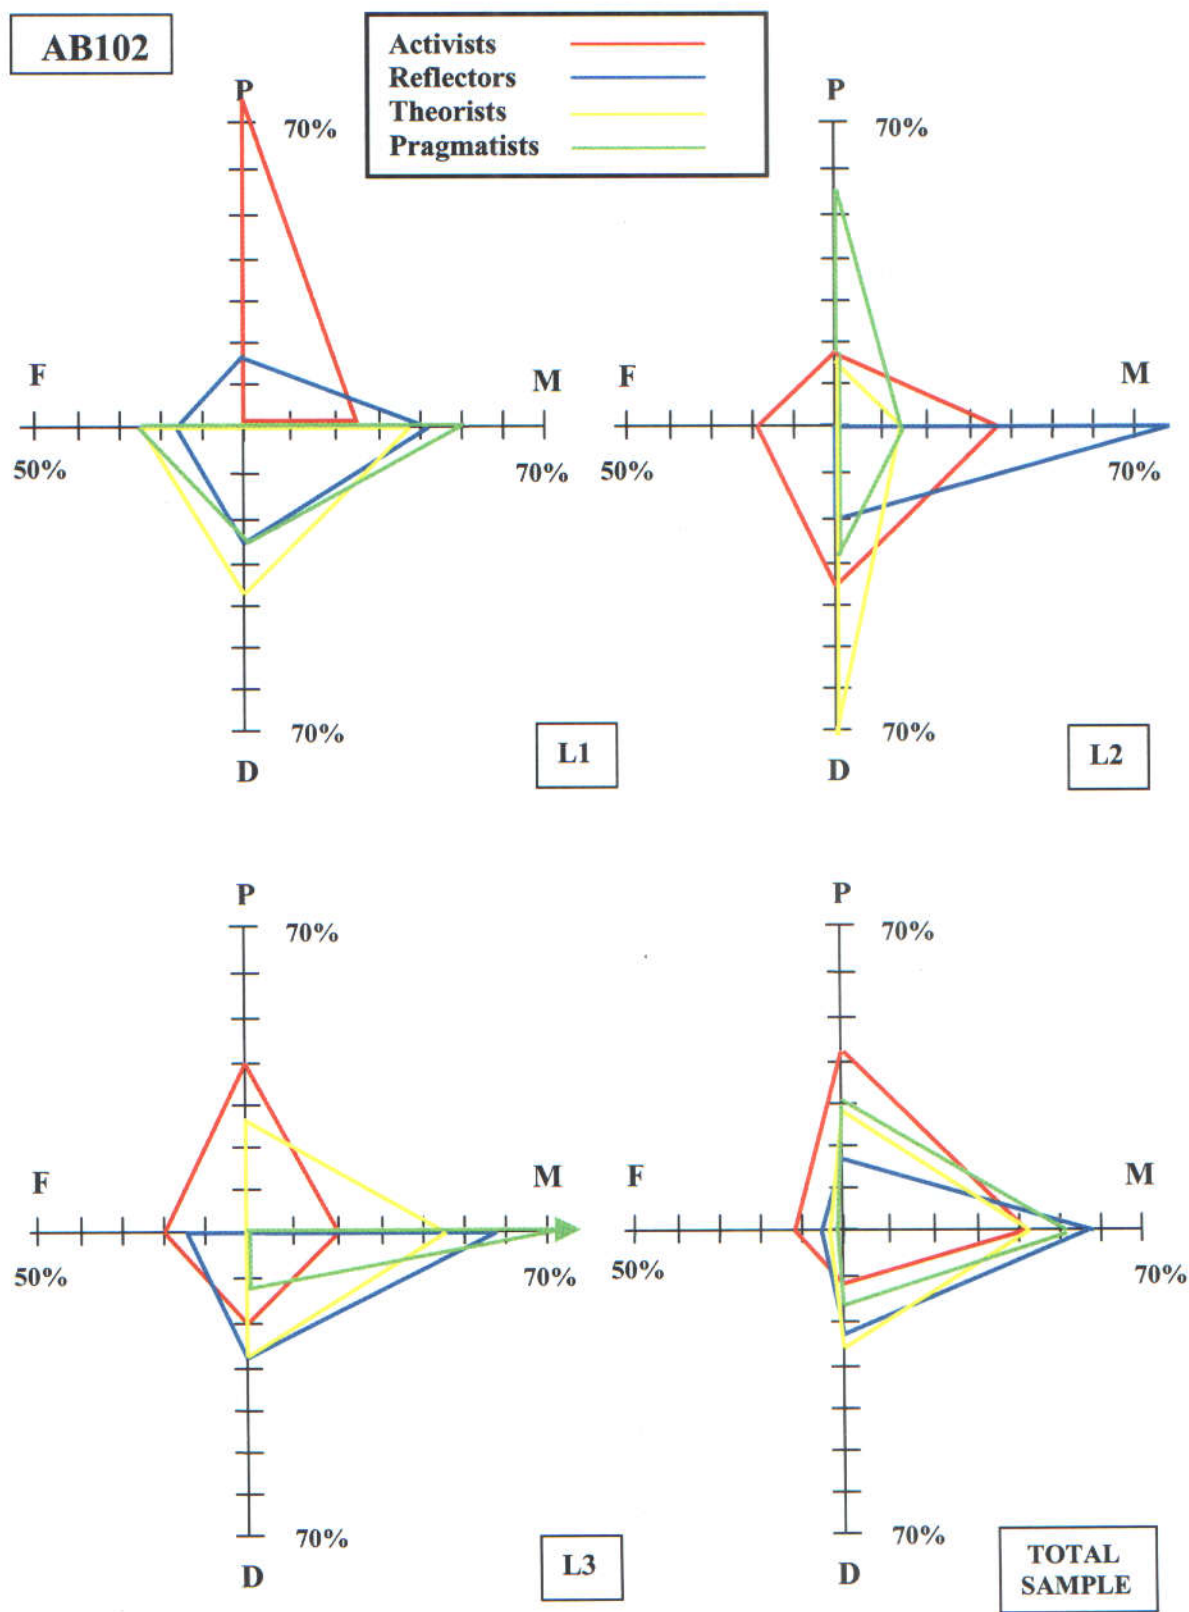 AB102
Activists
Reflectors
Theorists
Pragmatists
P
70%
F
M
50%
70%
70%
D
L1
P
70%
F
M
50%
70%
70%
D
L2
P
70%
F
M
50%
70%
70%
D
L3
P
70%
F
M
50%
70%
70%
D
TOTAL
SAMPLE